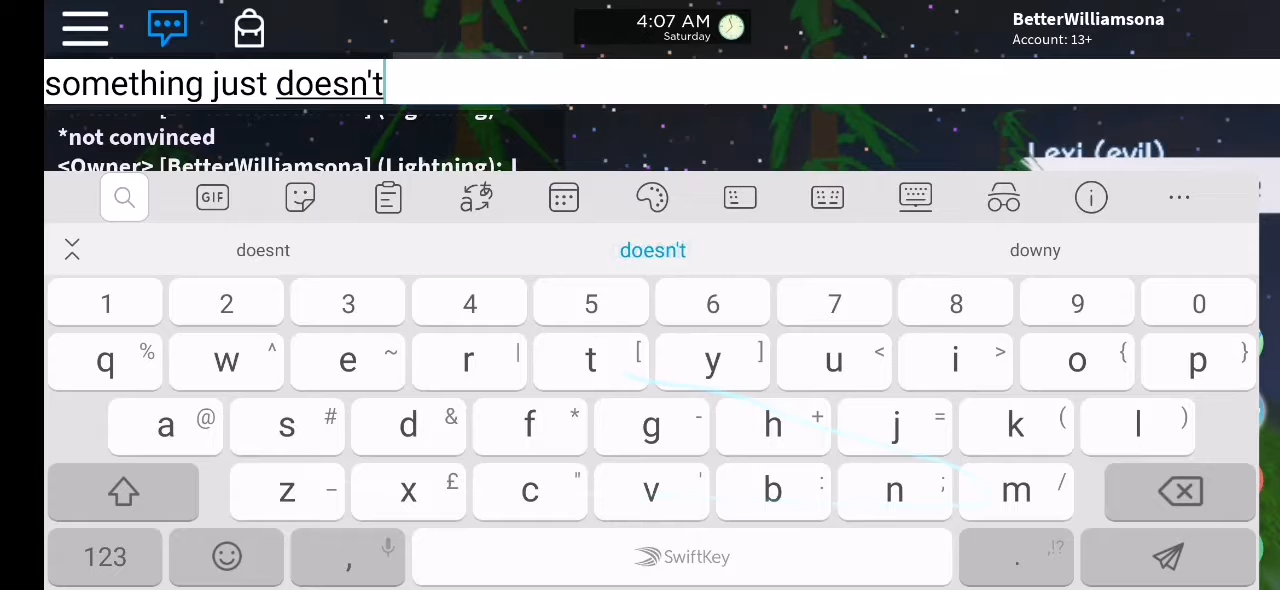 4:07 AM
Saturday
BetterWilliamsona
Account: 13+
something just doesn't
*not convinced
<Owner> [BetterWilliamsona] (Lightning): I
Lexi (evil)
GIF
doesnt doesn't downy
1 2 3 4 5 6 7 8 9 0
q % w ^ e ~ r | t [ y ] u < i > o { p }
a @ s # d & f * g - h + j = k ( l )
z _ x £ c " v ' b : n ; m /
123 , SwiftKey . ,!?